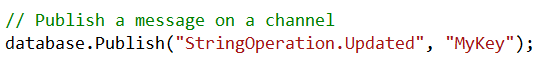 // Publish a message on a channel
database.Publish("StringOperation.Updated", "MyKey");